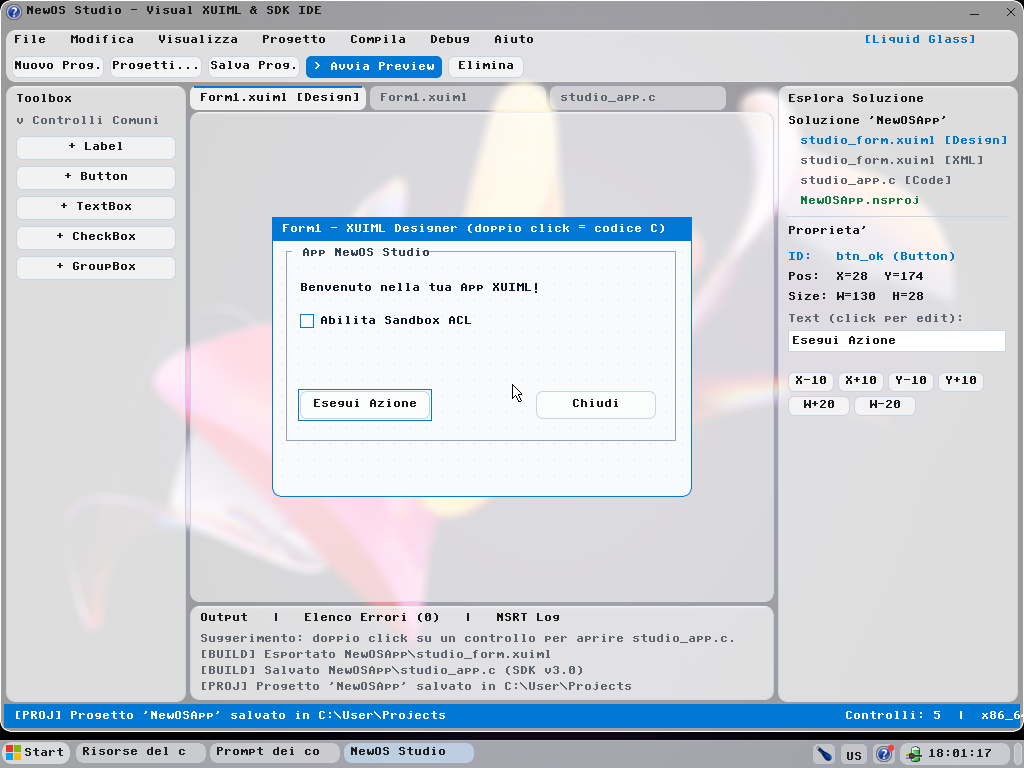 NewOS Studio - Visual XUIML & SDK IDE
File Modifica Visualizza Progetto Compila Debug Aiuto [Liquid Glass]
Nuovo Prog. Progetti... Salva Prog. > Avvia Preview Elimina
Toolbox
v Controlli Comuni
+ Label
+ Button
+ TextBox
+ CheckBox
+ GroupBox
Form1.xuiml [Design] Form1.xuiml studio_app.c
Form1 - XUIML Designer (doppio click = codice C)
App NewOS Studio
Benvenuto nella tua App XUIML!
Abilita Sandbox ACL
Esegui Azione Chiudi
Output | Elenco Errori (0) | NSRT Log
Suggerimento: doppio click su un controllo per aprire studio_app.c.
[BUILD] Esportato NewOSApp\studio_form.xuiml
[BUILD] Salvato NewOSApp\studio_app.c (SDK v3.0)
[PROJ] Progetto 'NewOSApp' salvato in C:\User\Projects
Esplora Soluzione
Soluzione 'NewOSApp'
studio_form.xuiml [Design]
studio_form.xuiml [XML]
studio_app.c [Code]
NewOSApp.nsproj
Proprieta'
ID: btn_ok (Button)
Pos: X=28 Y=174
Size: W=130 H=28
Text (click per edit):
Esegui Azione
X-10 X+10 Y-10 Y+10
W+20 W-20
[PROJ] Progetto 'NewOSApp' salvato in C:\User\Projects Controlli: 5 | x86_6
Start Risorse del c Prompt dei co NewOS Studio US 18:01:17